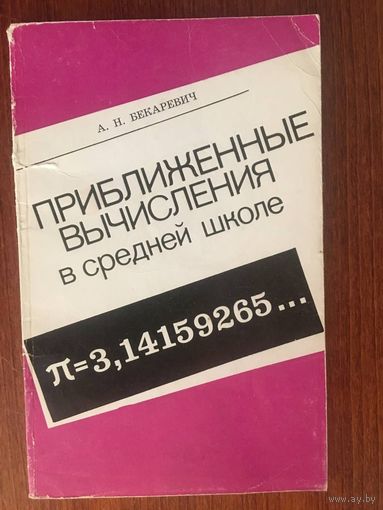 А. Н. БЕКАРЕВИЧ
ПРИБЛИЖЕННЫЕ
ВЫЧИСЛЕНИЯ
в средней школе
π=3,14159265...
www.ay.by